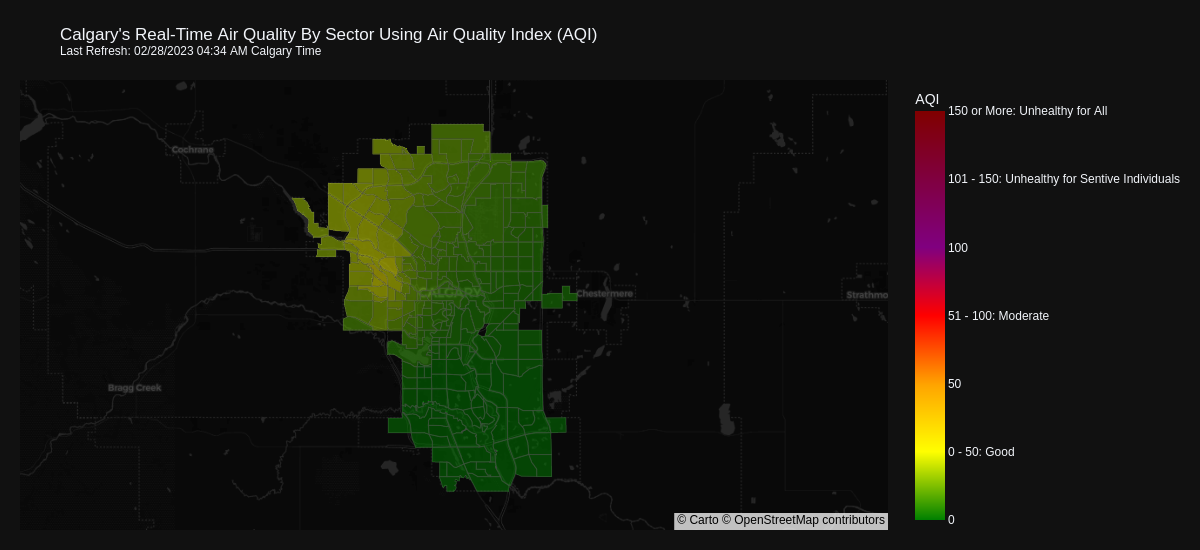 Calgary's Real-Time Air Quality By Sector Using Air Quality Index (AQI)
Last Refresh: 02/28/2023 04:34 AM Calgary Time
AQI
150 or More: Unhealthy for All
Cochrane
101 - 150: Unhealthy for Sentive Individuals
100
CALGARY
Chestermere
Strathmo
51 - 100: Moderate
50
Bragg Creek
0 - 50: Good
0
© Carto © OpenStreetMap contributors